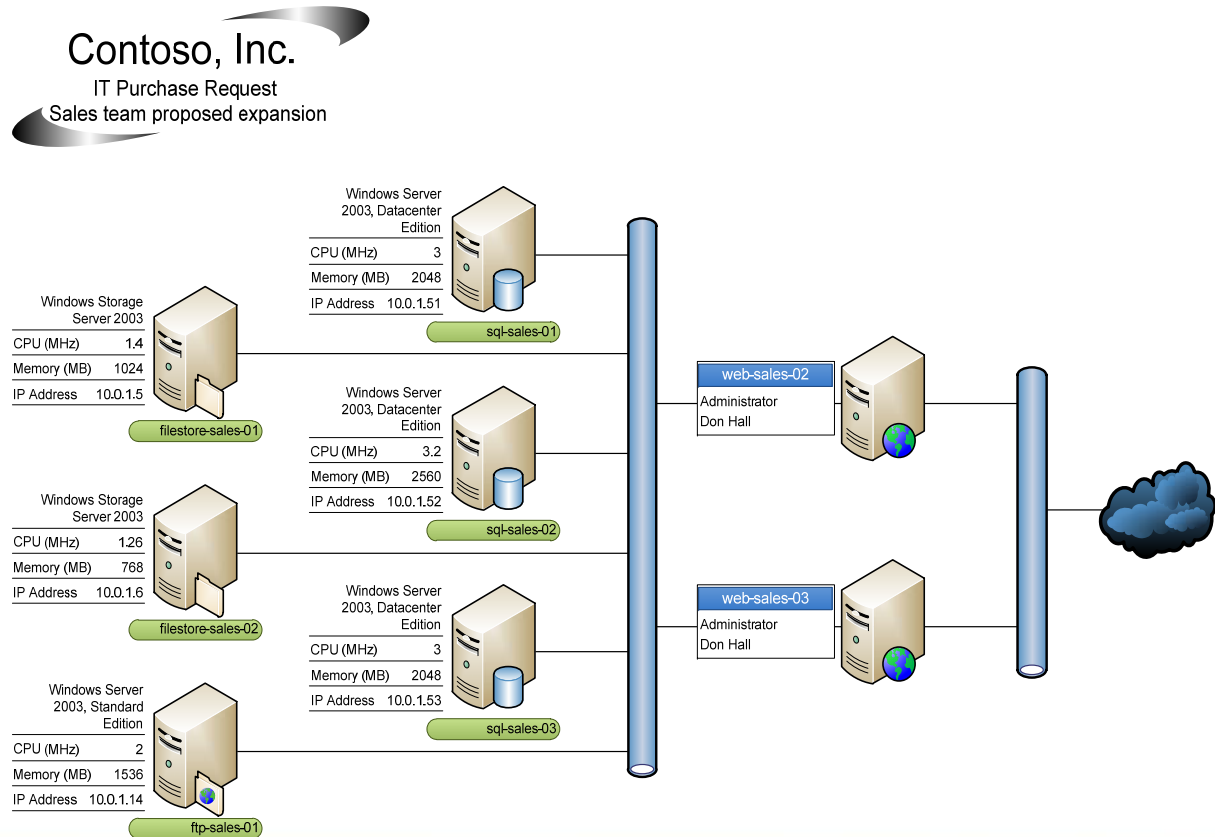 Contoso, Inc.
IT Purchase Request
Sales team proposed expansion
Windows Server
2003, Datacenter
Edition
CPU (MHz) 3
Memory (MB) 2048
IP Address 10.0.1.51
sql-sales-01
Windows Storage
Server 2003
CPU (MHz) 1.4
Memory (MB) 1024
IP Address 10.0.1.5
filestore-sales-01
web-sales-02
Administrator
Don Hall
Windows Server
2003, Datacenter
Edition
CPU (MHz) 3.2
Memory (MB) 2560
IP Address 10.0.1.52
sql-sales-02
Windows Storage
Server 2003
CPU (MHz) 1.26
Memory (MB) 768
IP Address 10.0.1.6
filestore-sales-02
web-sales-03
Administrator
Don Hall
Windows Server
2003, Datacenter
Edition
CPU (MHz) 3
Memory (MB) 2048
IP Address 10.0.1.53
sql-sales-03
Windows Server
2003, Standard
Edition
CPU (MHz) 2
Memory (MB) 1536
IP Address 10.0.1.14
ftp-sales-01